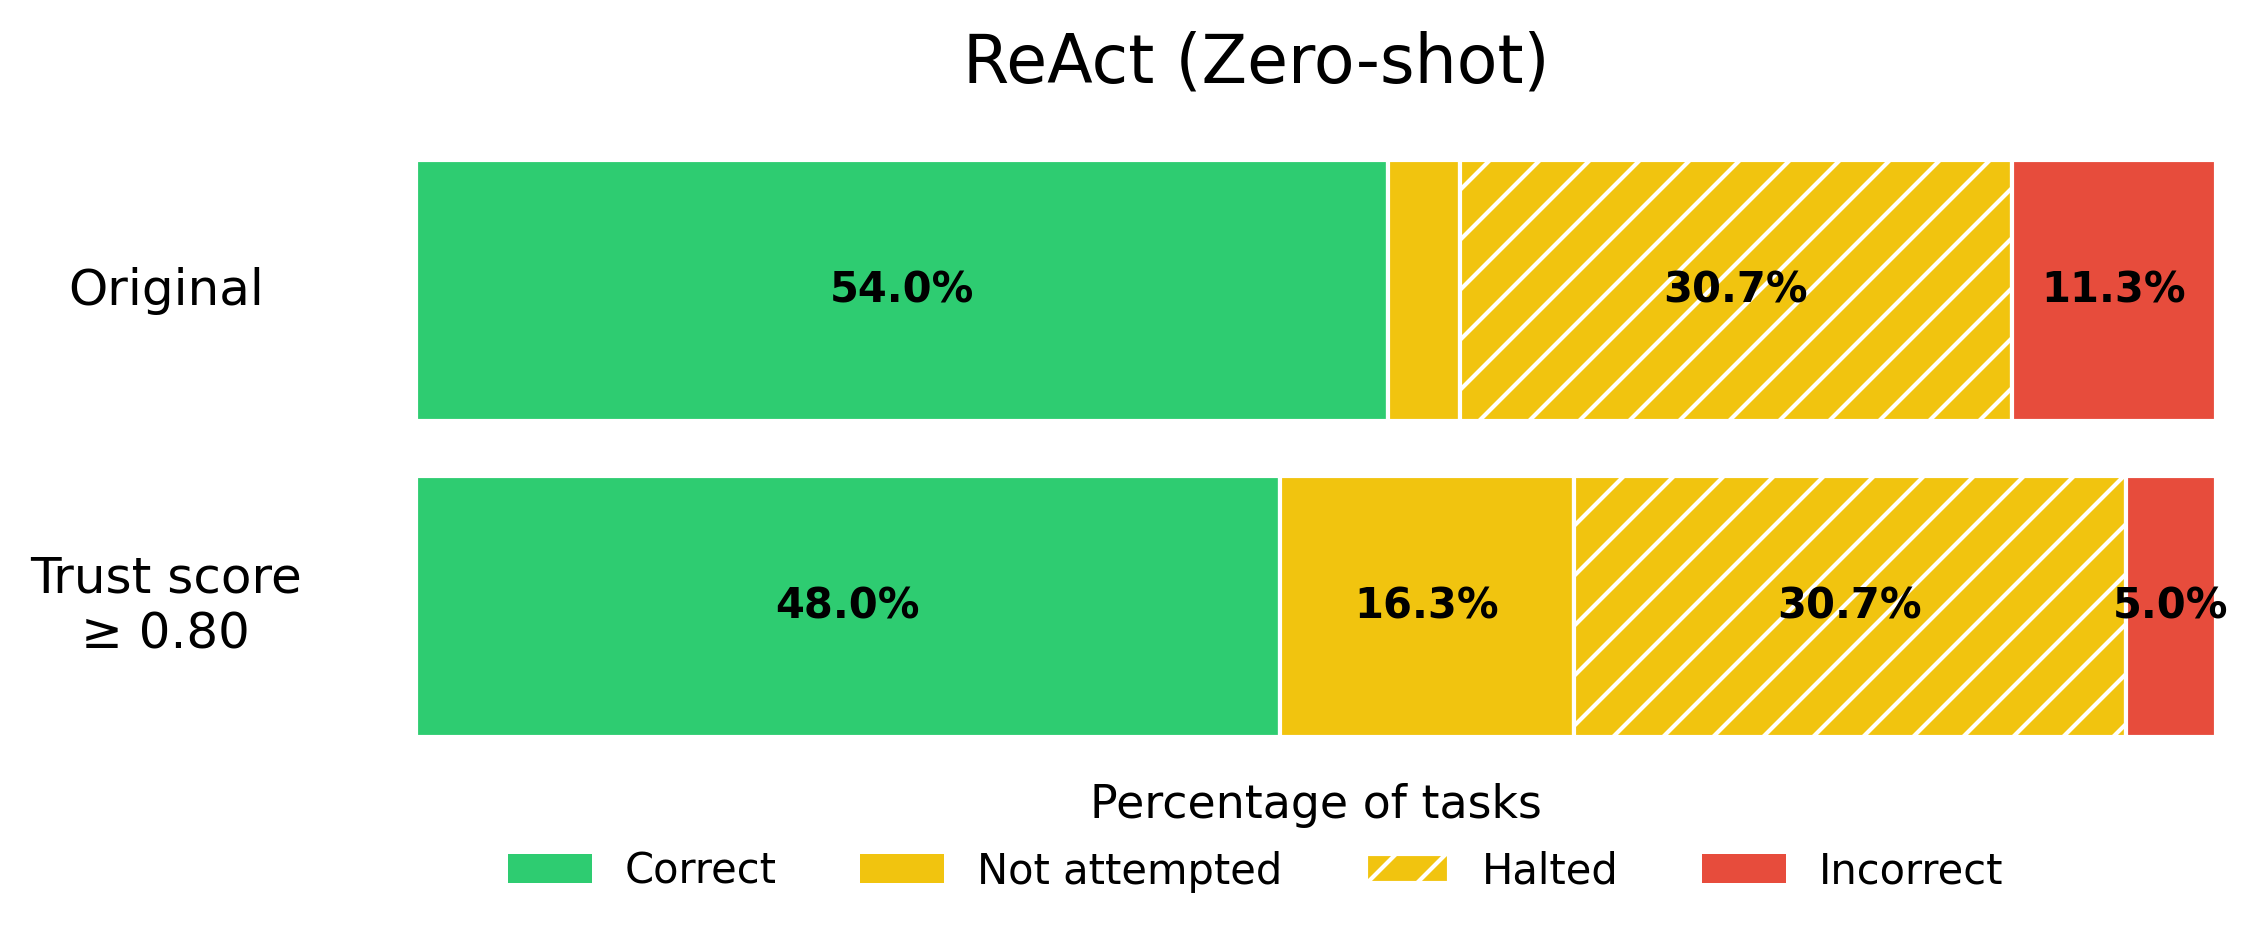 ReAct (Zero-shot)
Original
54.0%
30.7%
11.3%
Trust score
≥ 0.80
48.0%
16.3%
30.7%
5.0%
Percentage of tasks
Correct
Not attempted
Halted
Incorrect